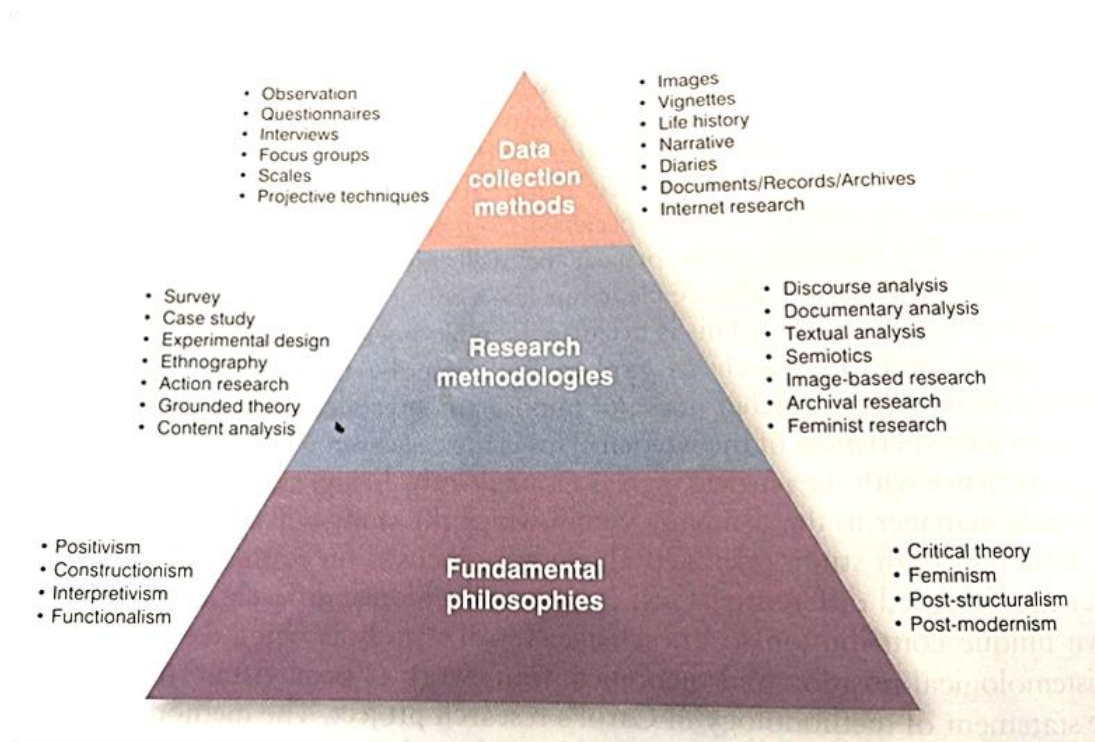 • Observation
• Questionnaires
• Interviews
• Focus groups
• Scales
• Projective techniques
Data
collection
methods
• Images
• Vignettes
• Life history
• Narrative
• Diaries
• Documents/Records/Archives
• Internet research
• Survey
• Case study
• Experimental design
• Ethnography
• Action research
• Grounded theory
• Content analysis
Research
methodologies
• Discourse analysis
• Documentary analysis
• Textual analysis
• Semiotics
• Image-based research
• Archival research
• Feminist research
• Positivism
• Constructionism
• Interpretivism
• Functionalism
Fundamental
philosophies
• Critical theory
• Feminism
• Post-structuralism
• Post-modernism